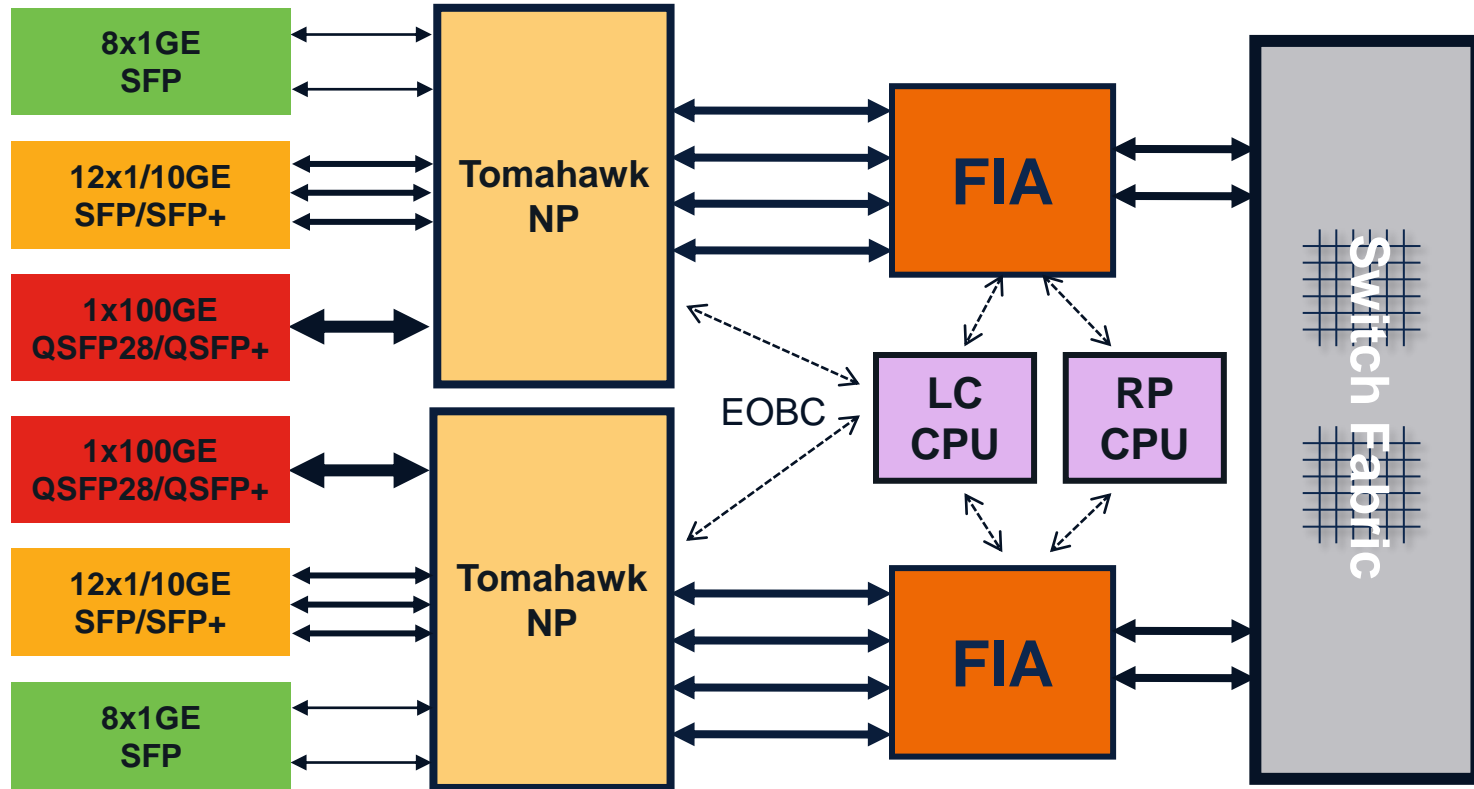 8x1GE
SFP
12x1/10GE
SFP/SFP+
1x100GE
QSFP28/QSFP+
1x100GE
QSFP28/QSFP+
12x1/10GE
SFP/SFP+
8x1GE
SFP
Tomahawk
NP
Tomahawk
NP
EOBC
FIA
LC
CPU
RP
CPU
FIA
Switch Fabric